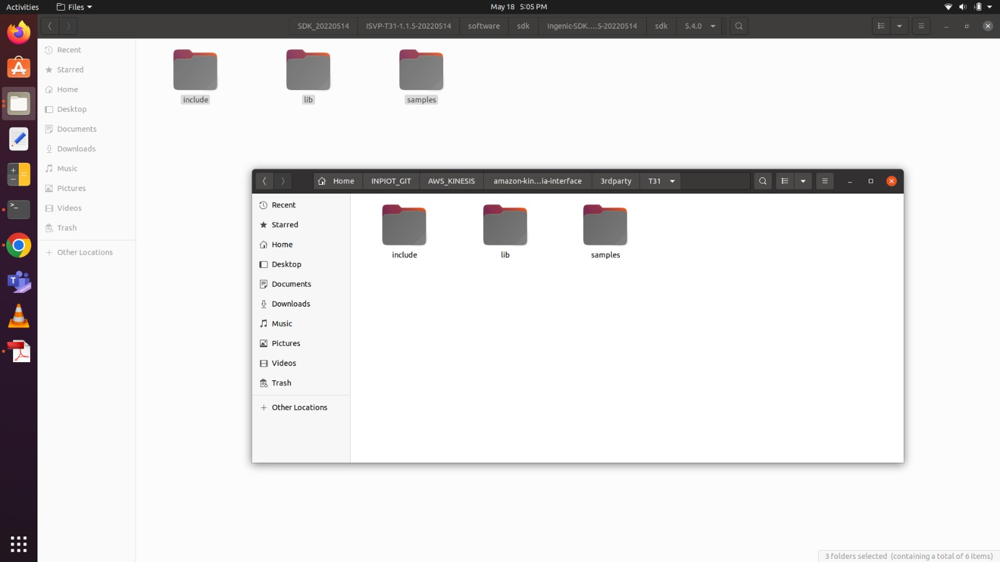 Activities Files May 18 5:05 PM
SDK_20220514 ISVP-T31-1.1.5-20220514 software sdk Ingenic-SDK....5-20220514 sdk 5.4.0
Recent
Starred
Home
Desktop
Documents
Downloads
Music
Pictures
Videos
Trash
+ Other Locations
include lib samples
Home INPIOT_GIT AWS_KINESIS amazon-kin...ia-interface 3rdparty T31
Recent
Starred
Home
Desktop
Documents
Downloads
Music
Pictures
Videos
Trash
+ Other Locations
include lib samples
3 folders selected (containing a total of 6 items)